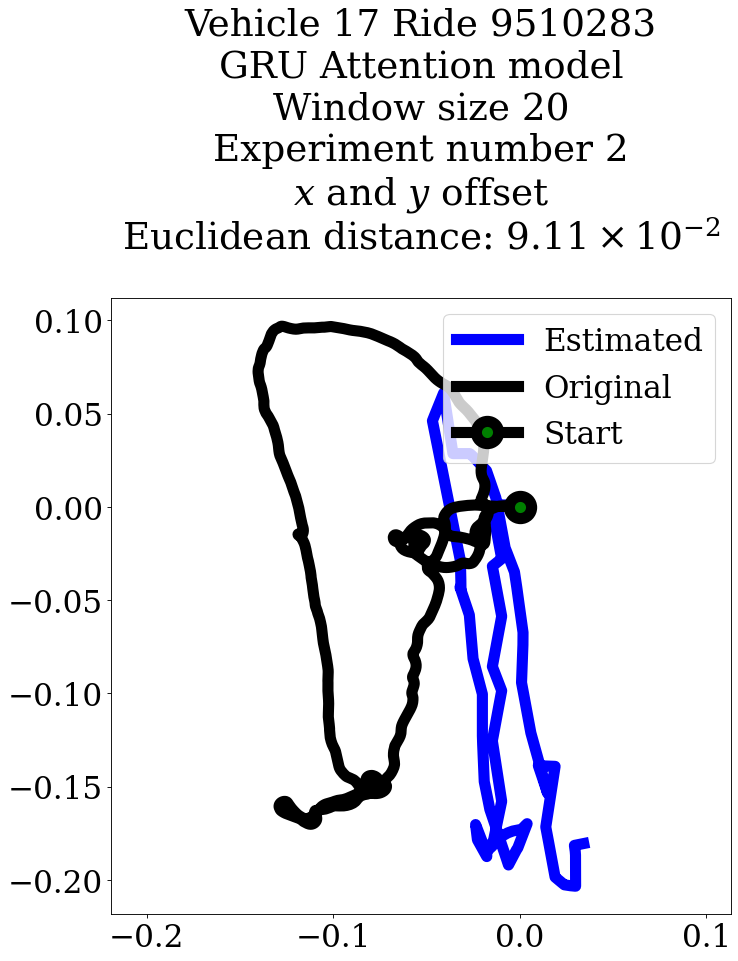 Vehicle 17 Ride 9510283
GRU Attention model
Window size 20
Experiment number 2
x and y offset
Euclidean distance: 9.11 × 10⁻²
Estimated
Original
Start
0.10
0.05
0.00
−0.05
−0.10
−0.15
−0.20
−0.2 −0.1 0.0 0.1